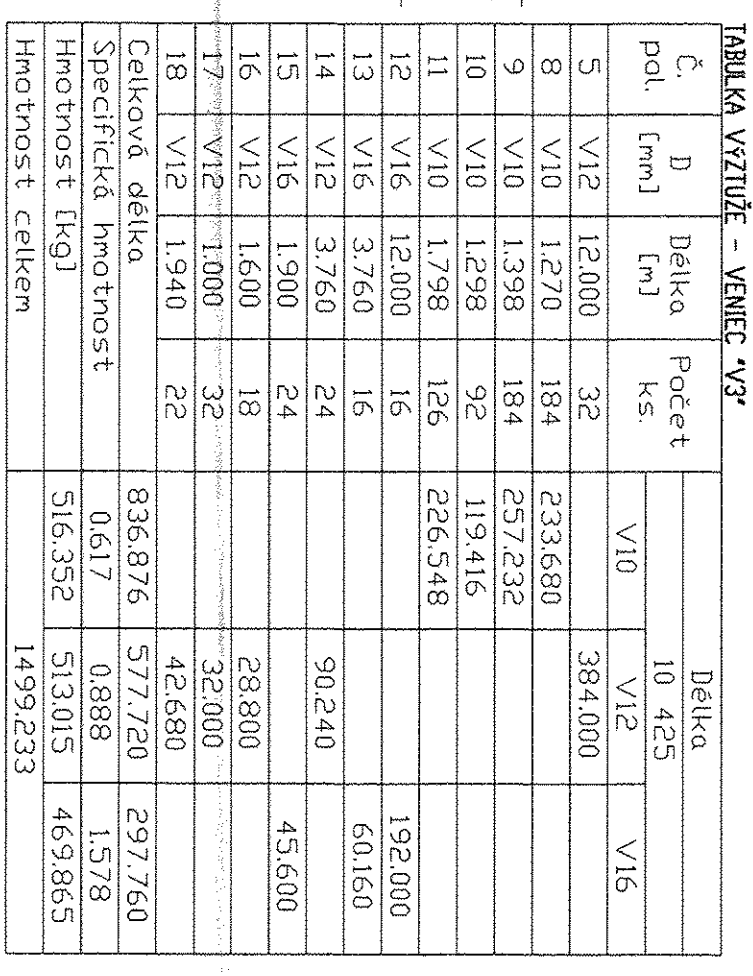 TABULKA VÝZTUŽE - VENIEC "V3"
Č. pol. D [mm] Délka [m] Počet ks. Délka
10 425
V10 V12 V16
5 V12 12.000 32 384.000
8 V10 1.270 184 233.680
9 V10 1.398 184 257.232
10 V10 1.298 92 119.416
11 V10 1.798 126 226.548
12 V16 12.000 16 192.000
13 V16 3.760 16 60.160
14 V12 3.760 24 90.240
15 V16 1.900 24 45.600
16 V12 1.600 18 28.800
17 V12 1.000 32 32.000
18 V12 1.940 22 42.680
Celková délka 836.876 577.720 297.760
Specifická hmotnost 0.617 0.888 1.578
Hmotnost [kg] 516.352 513.015 469.865
Hmotnost celkem 1499.233